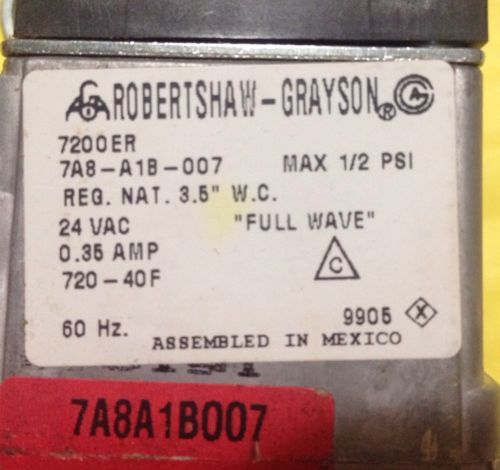 ROBERTSHAW-GRAYSON®
7200ER
7A8-A1B-007 MAX 1/2 PSI
REG. NAT. 3.5" W.C.
24 VAC "FULL WAVE"
0.35 AMP
720-40F C
60 Hz. 9905 X
ASSEMBLED IN MEXICO
7A8A1B007